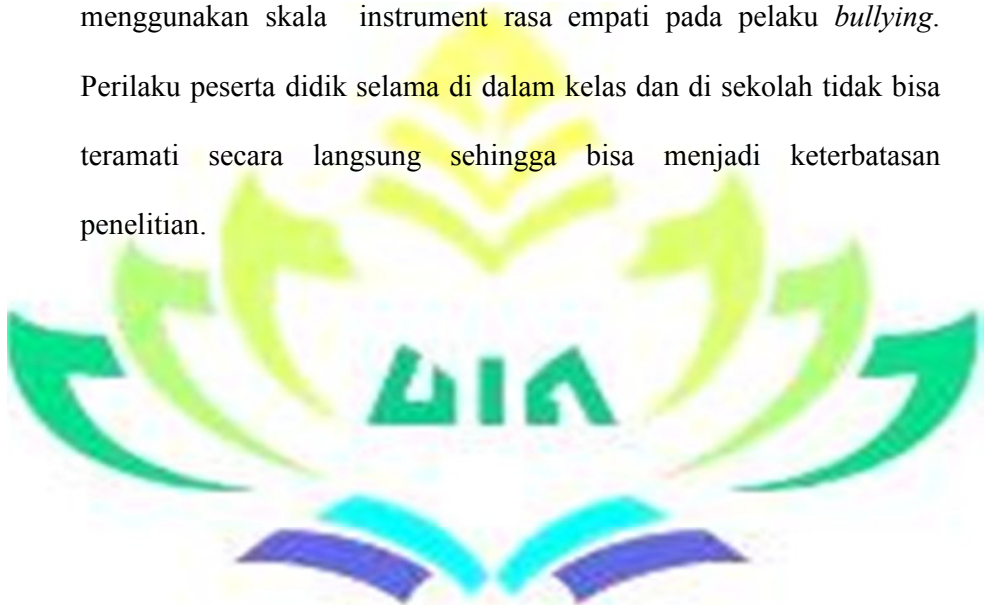 menggunakan skala instrument rasa empati pada pelaku bullying.
Perilaku peserta didik selama di dalam kelas dan di sekolah tidak bisa
teramati secara langsung sehingga bisa menjadi keterbatasan
penelitian.
UIN